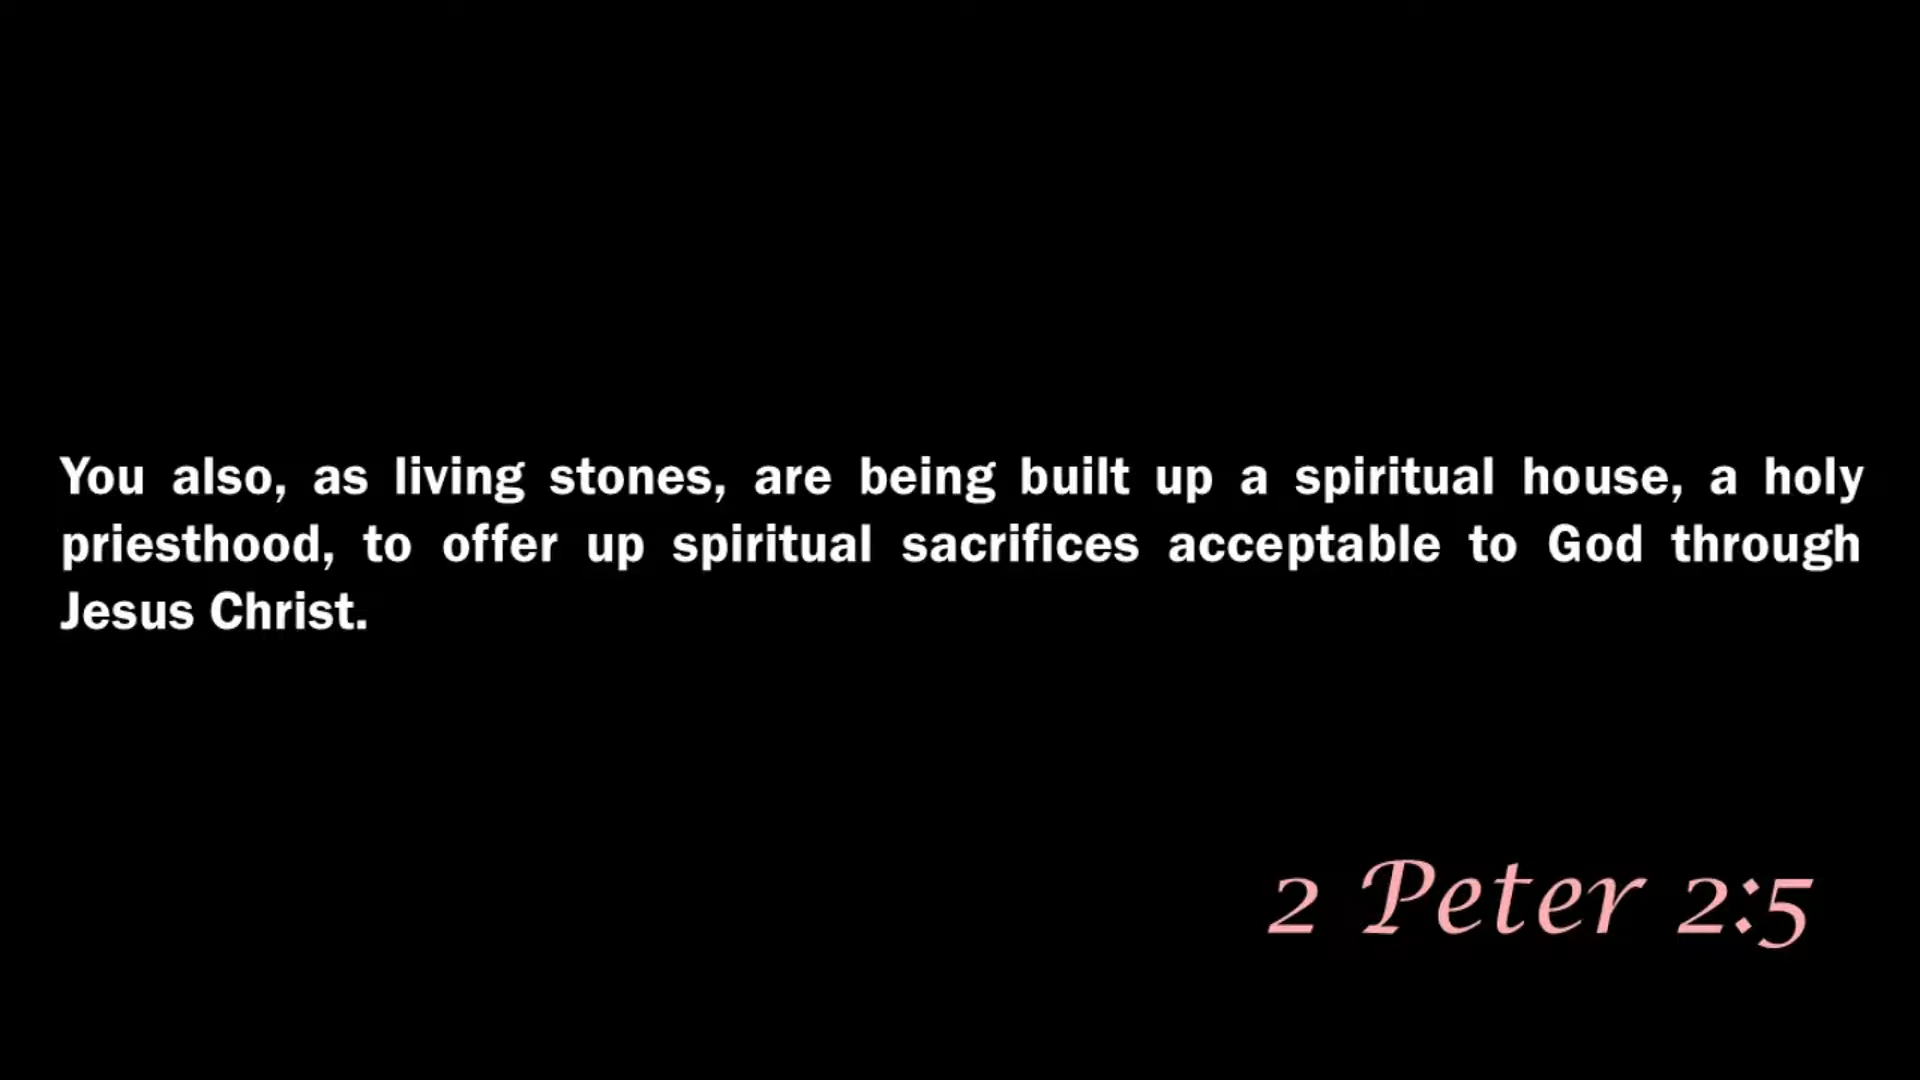 You also, as living stones, are being built up a spiritual house, a holy
priesthood, to offer up spiritual sacrifices acceptable to God through
Jesus Christ.
2 Peter 2:5